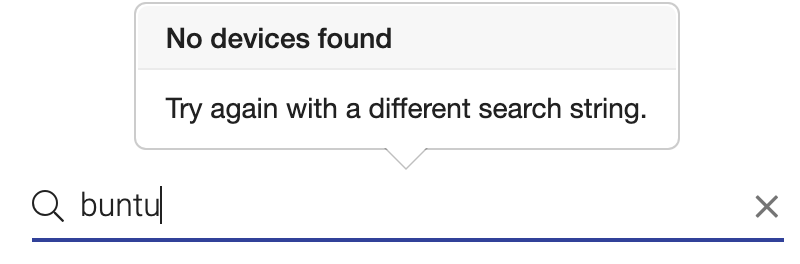 No devices found
Try again with a different search string.
buntu